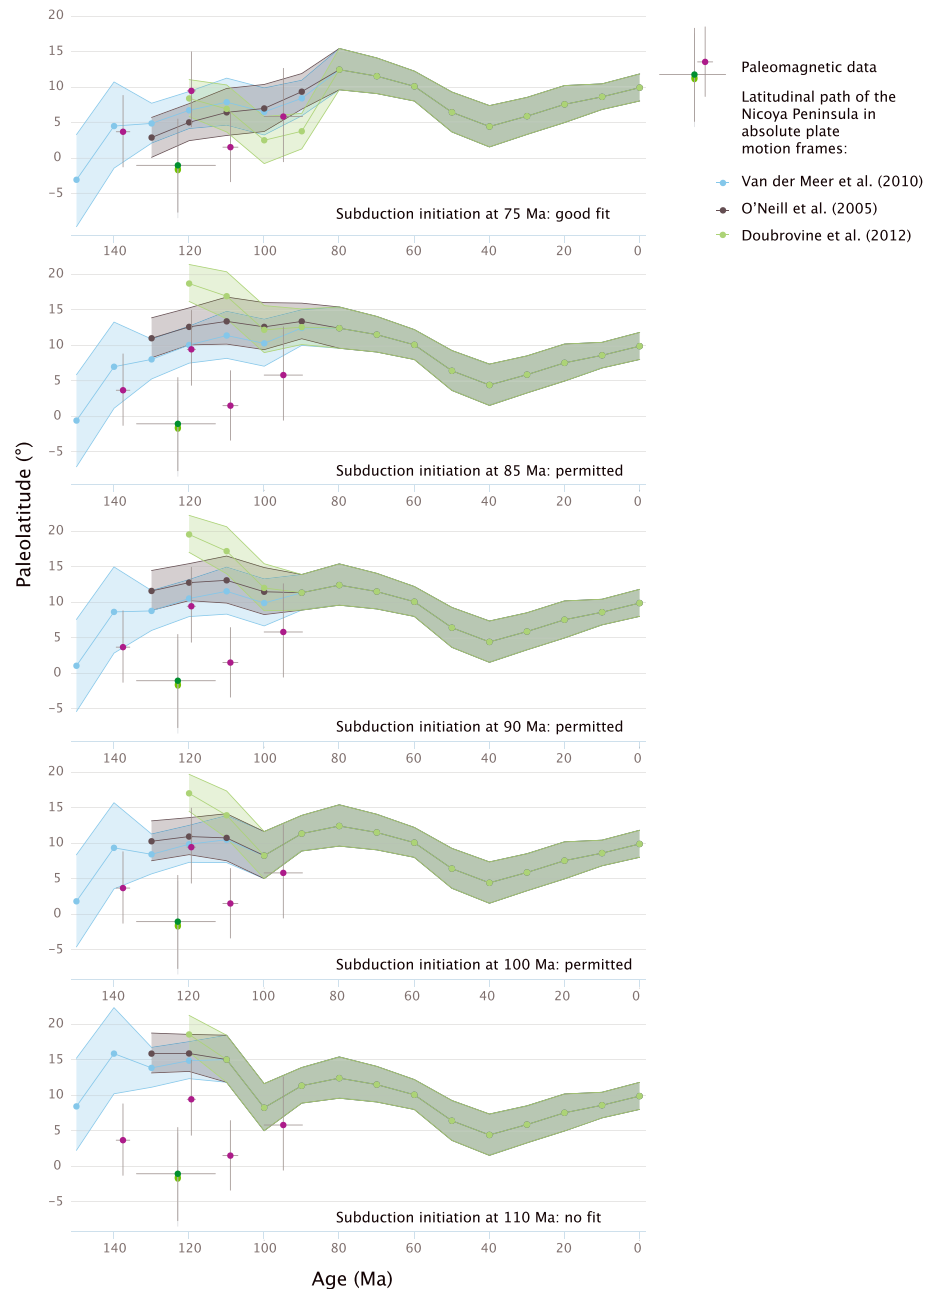 20
15
10
5
0
−5
Subduction initiation at 75 Ma: good fit
140 120 100 80 60 40 20 0
20
15
10
5
0
−5
Subduction initiation at 85 Ma: permitted
140 120 100 80 60 40 20 0
20
15
10
5
0
−5
Subduction initiation at 90 Ma: permitted
140 120 100 80 60 40 20 0
20
15
10
5
0
−5
Subduction initiation at 100 Ma: permitted
140 120 100 80 60 40 20 0
20
15
10
5
0
−5
Subduction initiation at 110 Ma: no fit
140 120 100 80 60 40 20 0
Paleolatitude (°)
Age (Ma)
Paleomagnetic data
Latitudinal path of the
Nicoya Peninsula in
absolute plate
motion frames:
Van der Meer et al. (2010)
O’Neill et al. (2005)
Doubrovine et al. (2012)